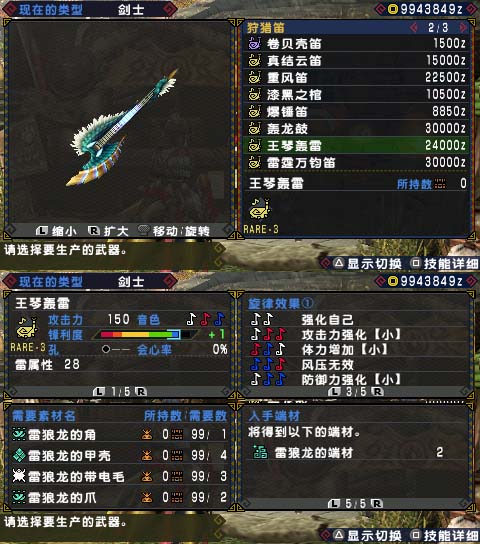 现在的类型 剑士
9943849z
狩猎笛 2/3
卷贝壳笛 1500z
真结云笛 15000z
重风笛 22500z
漆黑之棺 10500z
爆锤笛 8850z
轰龙鼓 30000z
王琴轰雷 24000z
雷霆万钧笛 30000z
王琴轰雷 所持数 0
RARE-3
L 缩小 R 扩大 移动/旋转
请选择要生产的武器。
△显示切换 □技能详细
现在的类型 剑士
9943849z
王琴轰雷
攻击力 150 音色
锋利度 +1
RARE-3
孔 ●-- 会心率 0%
雷属性 28
L 1/5 R
旋律效果①
强化自己
攻击力强化【小】
体力增加【小】
风压无效
防御力强化【小】
L 3/5 R
需要素材名 所持数 需要数
雷狼龙的角 0 99/ 1
雷狼龙的甲壳 0 99/ 4
雷狼龙的带电毛 0 99/ 3
雷狼龙的爪 0 99/ 2
入手端材
将得到以下的端材。
雷狼龙的端材 2
L 5/5 R
请选择要生产的武器。
△显示切换 □技能详细